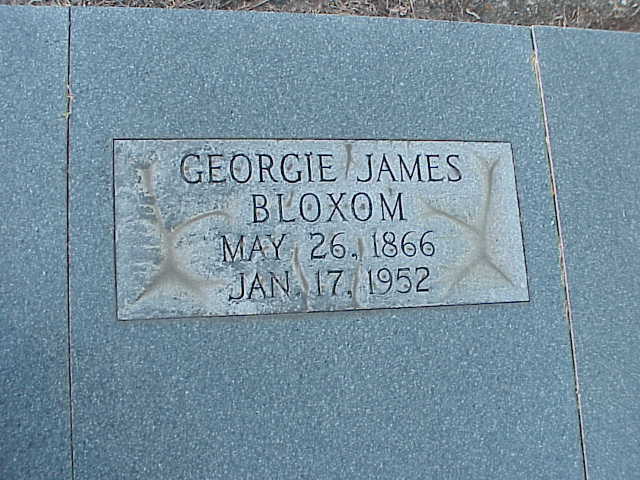 GEORGIE JAMES
BLOXOM
MAY 26, 1866
JAN. 17, 1952